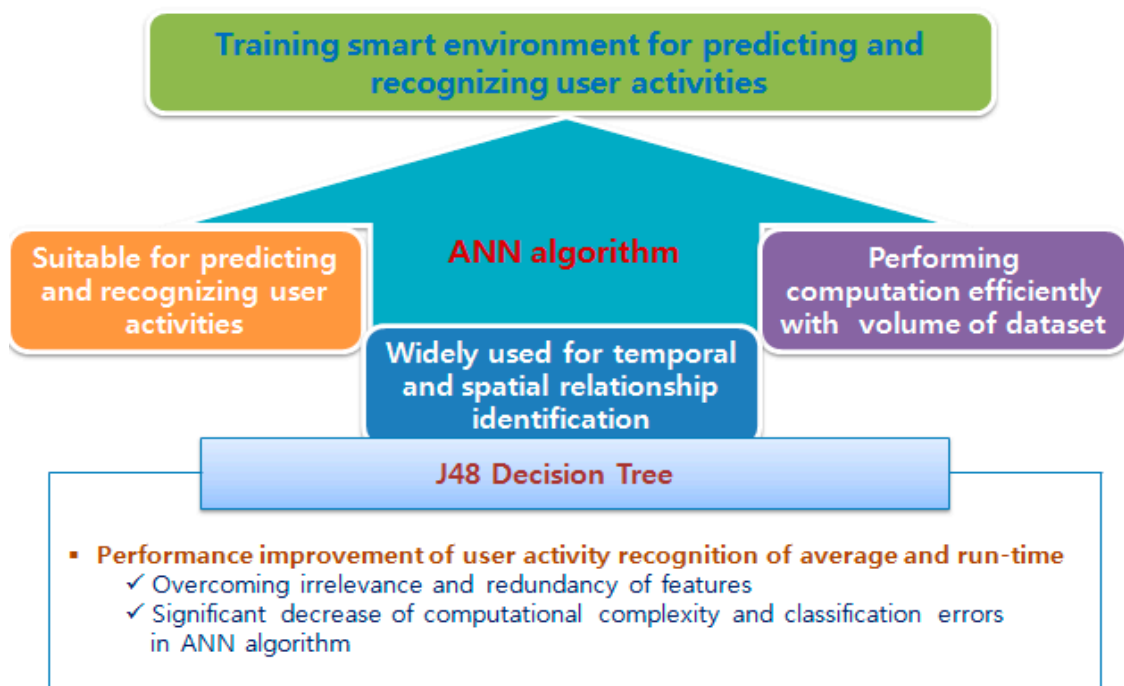 Training smart environment for predicting and
recognizing user activities
ANN algorithm
Suitable for predicting
and recognizing user
activities
Widely used for temporal
and spatial relationship
identification
Performing
computation efficiently
with volume of dataset
J48 Decision Tree
▪ Performance improvement of user activity recognition of average and run-time
✓ Overcoming irrelevance and redundancy of features
✓ Significant decrease of computational complexity and classification errors
in ANN algorithm